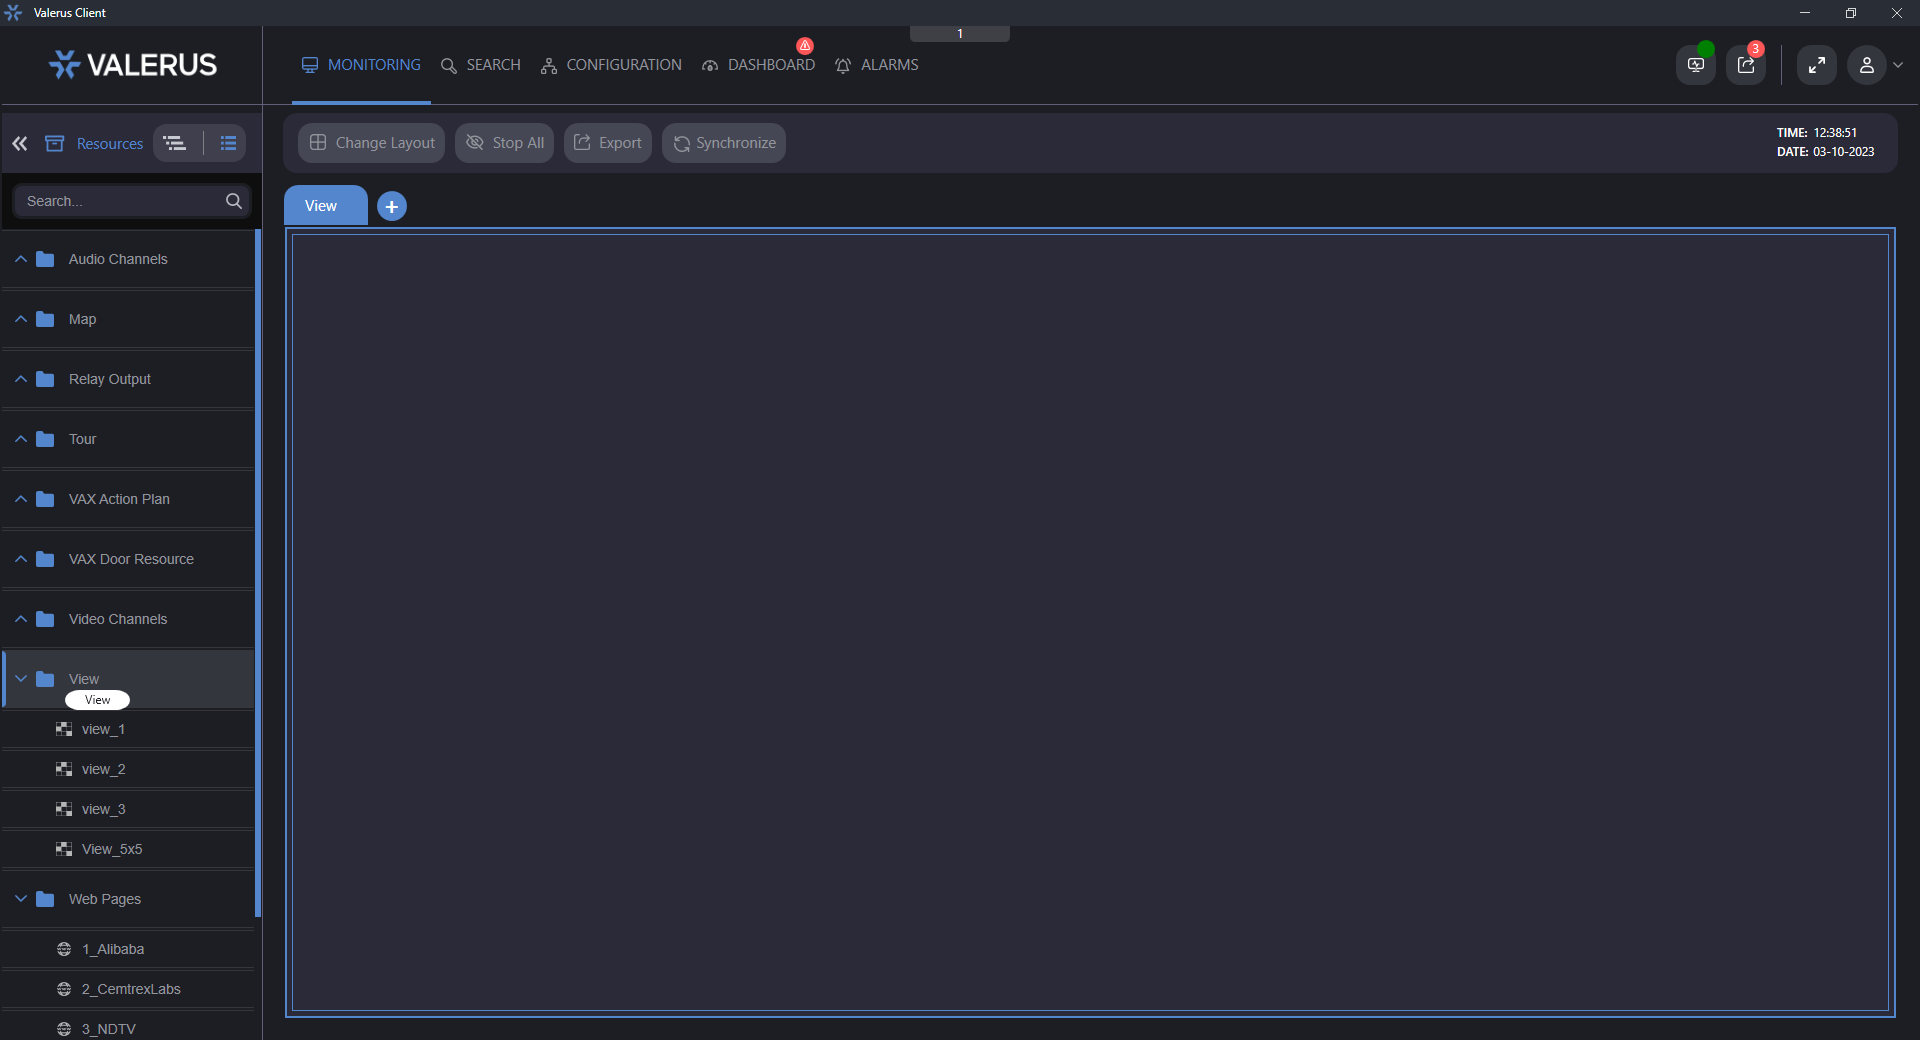 Valerus Client
1
VALERUS
MONITORING
SEARCH
CONFIGURATION
DASHBOARD
ALARMS
3
Resources
Change Layout
Stop All
Export
Synchronize
TIME: 12:38:51
DATE: 03-10-2023
Search...
View
Audio Channels
Map
Relay Output
Tour
VAX Action Plan
VAX Door Resource
Video Channels
View
View
view_1
view_2
view_3
View_5x5
Web Pages
1_Alibaba
2_CemtrexLabs
3_NDTV